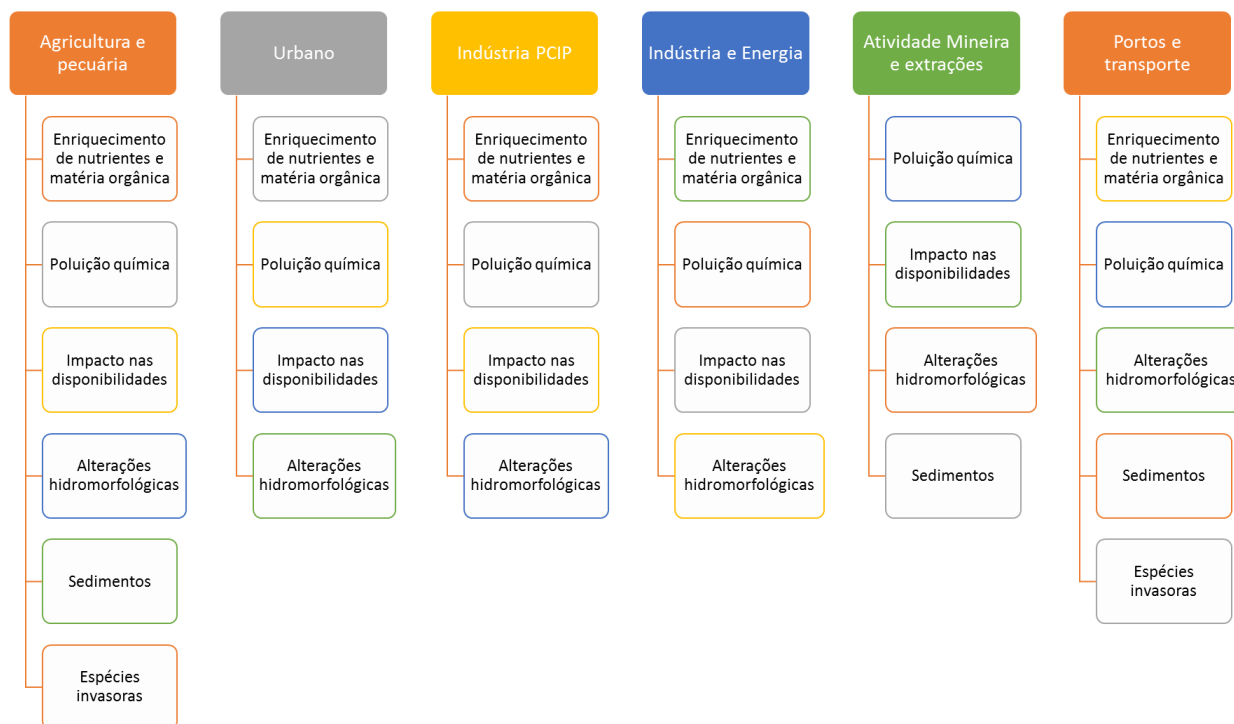 Agricultura e
pecuária
Enriquecimento
de nutrientes e
matéria orgânica
Poluição química
Impacto nas
disponibilidades
Alterações
hidromorfológicas
Sedimentos
Espécies
invasoras
Urbano
Enriquecimento
de nutrientes e
matéria orgânica
Poluição química
Impacto nas
disponibilidades
Alterações
hidromorfológicas
Indústria PCIP
Enriquecimento
de nutrientes e
matéria orgânica
Poluição química
Impacto nas
disponibilidades
Alterações
hidromorfológicas
Indústria e Energia
Enriquecimento
de nutrientes e
matéria orgânica
Poluição química
Impacto nas
disponibilidades
Alterações
hidromorfológicas
Atividade Mineira
e extrações
Poluição química
Impacto nas
disponibilidades
Alterações
hidromorfológicas
Sedimentos
Portos e
transporte
Enriquecimento
de nutrientes e
matéria orgânica
Poluição química
Alterações
hidromorfológicas
Sedimentos
Espécies
invasoras